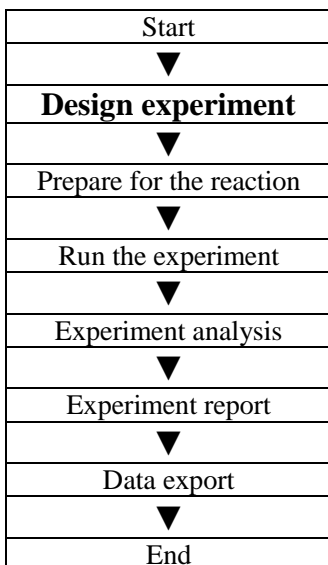 Start
▼
Design experiment
▼
Prepare for the reaction
▼
Run the experiment
▼
Experiment analysis
▼
Experiment report
▼
Data export
▼
End